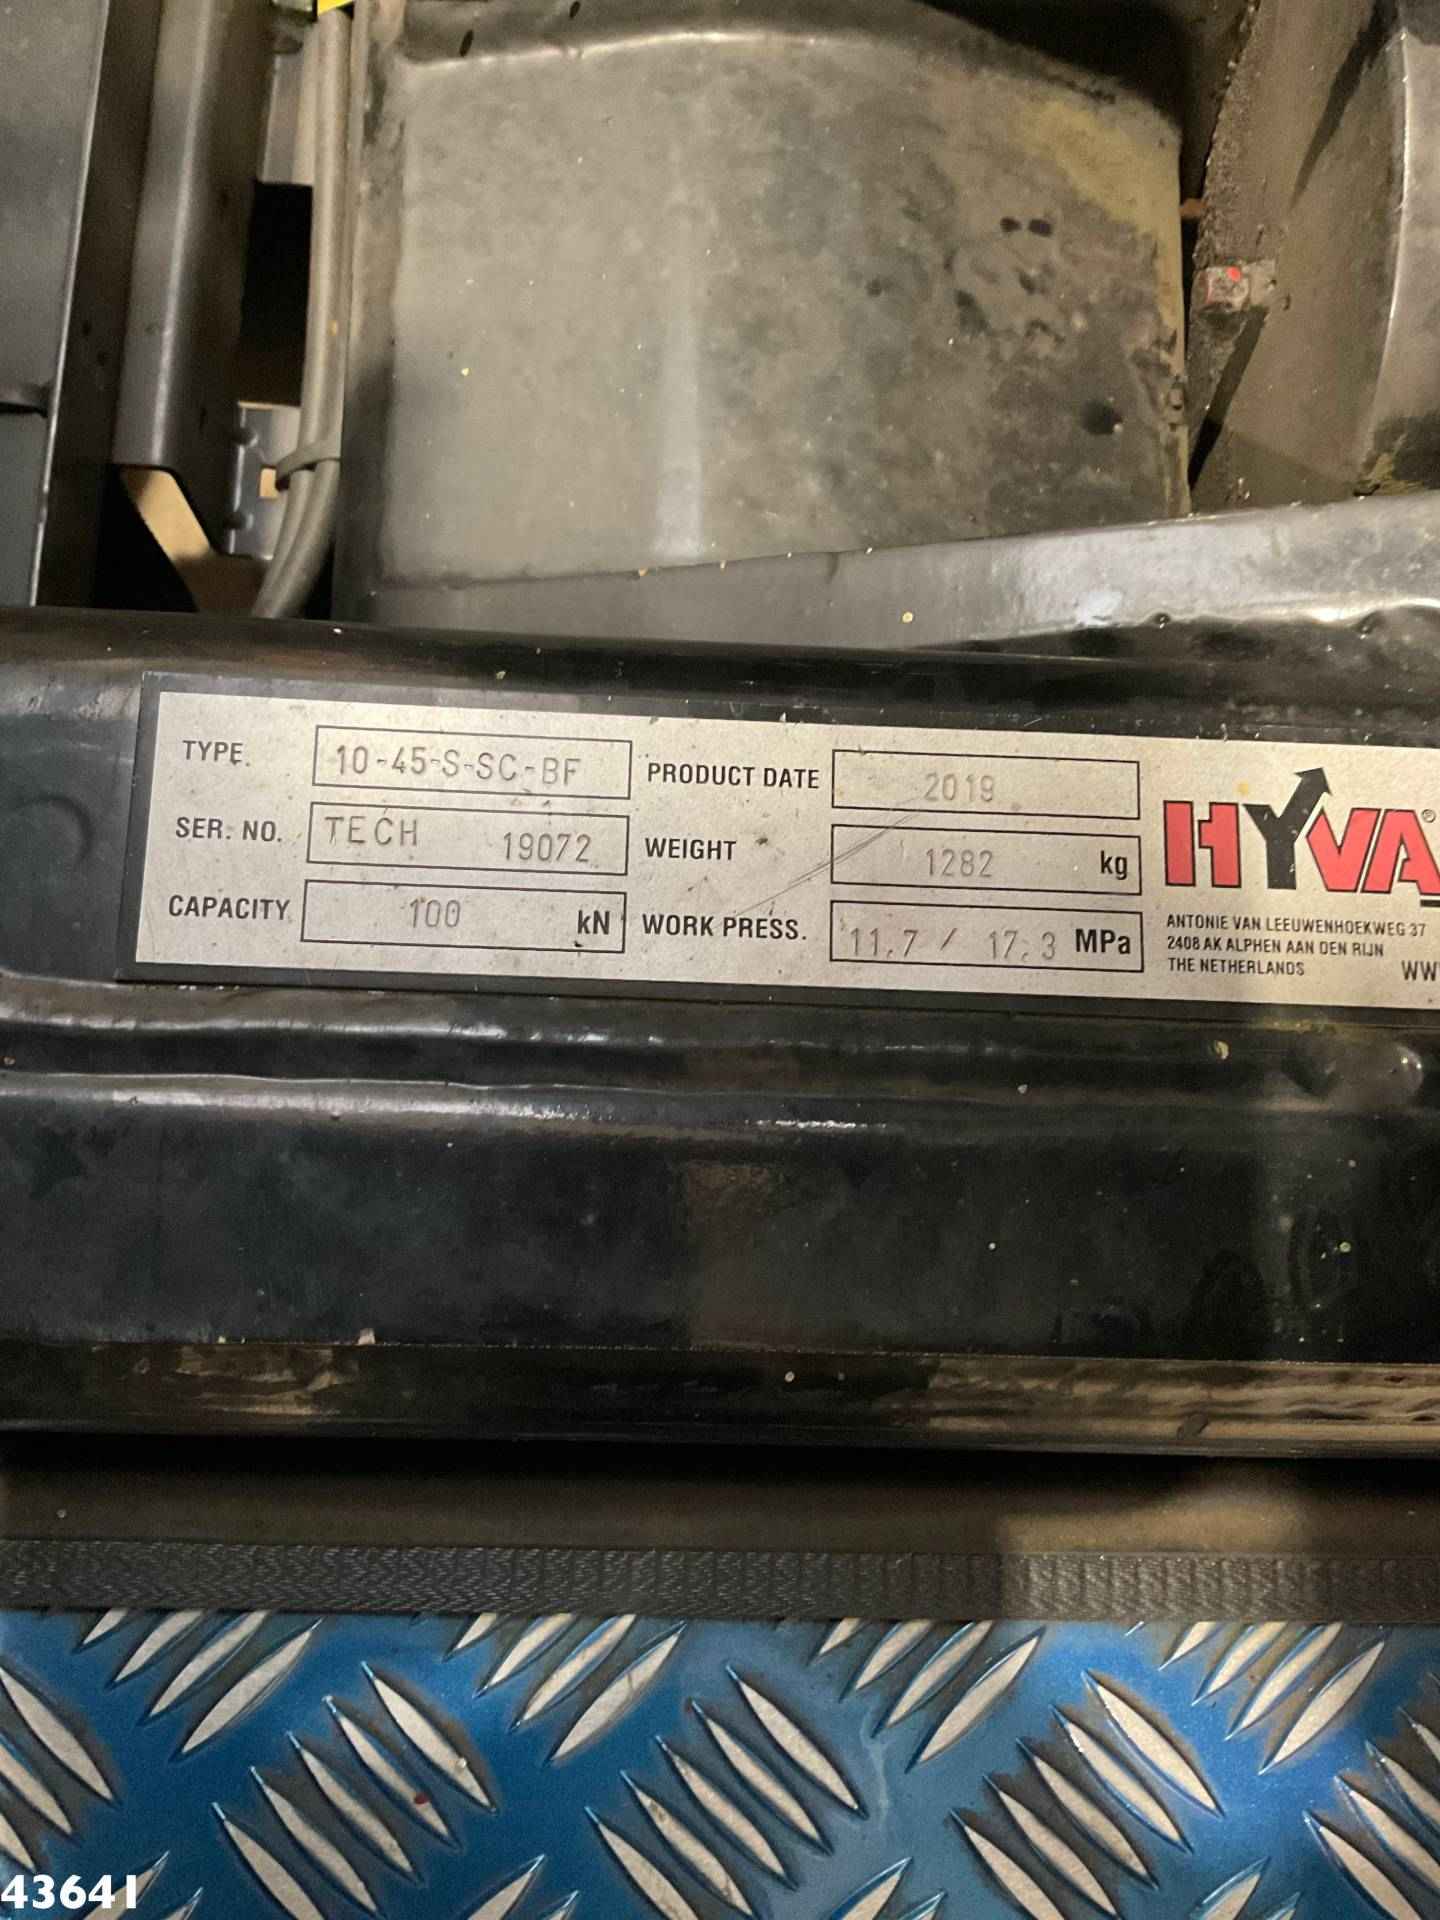 TYPE. 10-45-S-SC-BF PRODUCT DATE 2019
SER. NO. TECH 19072 WEIGHT 1282 kg
CAPACITY 100 kN WORK PRESS. 11.7 / 17.3 MPa
HYVA®
ANTONIE VAN LEEUWENHOEKWEG 37
2408 AK ALPHEN AAN DEN RIJN
THE NETHERLANDS WW
43641